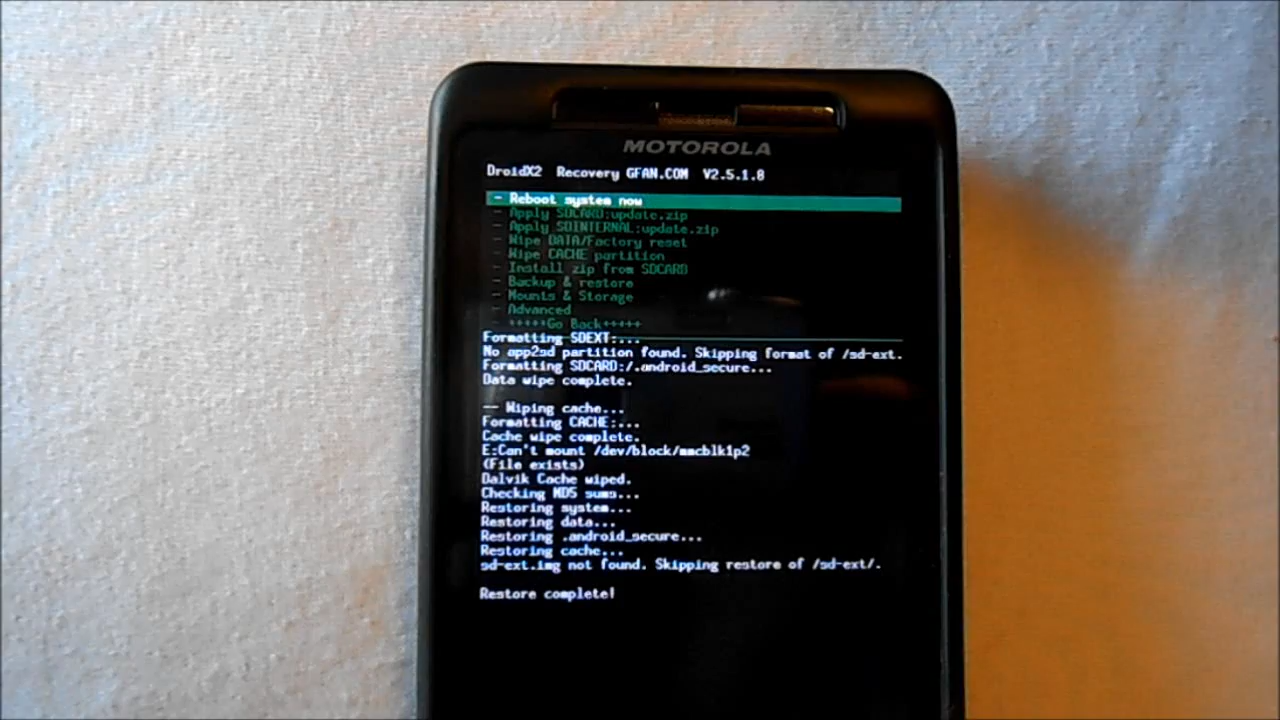 MOTOROLA
DroidX2 Recovery GFAN.COM V2.5.1.8
- Reboot system now
- Apply SDCARD:update.zip
- Apply SDINTERNAL:update.zip
- Wipe DATA/Factory reset
- Wipe CACHE partition
- Install zip from SDCARD
- Backup & restore
- Mounts & Storage
- Advanced
- +++++Go Back+++++
Formatting SDEXT:...
No app2sd partition found. Skipping format of /sd-ext.
Formatting SDCARD:/.android_secure...
Data wipe complete.
-- Wiping cache...
Formatting CACHE:...
Cache wipe complete.
E:Can't mount /dev/block/mmcblk1p2
(File exists)
Dalvik Cache wiped.
Checking MD5 sums...
Restoring system...
Restoring data...
Restoring .android_secure...
Restoring cache...
sd-ext.img not found. Skipping restore of /sd-ext/.
Restore complete!